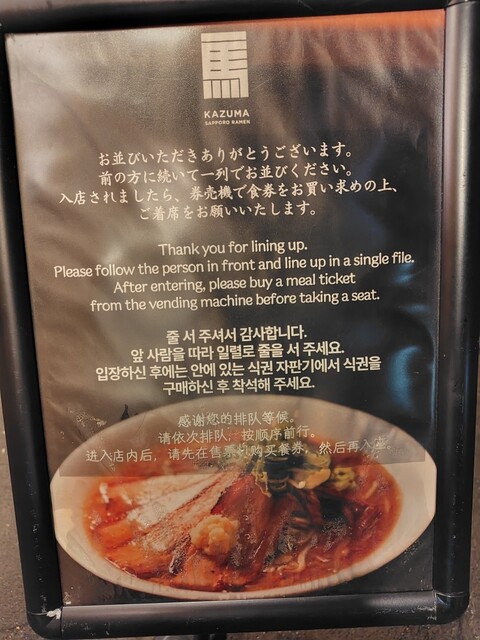 馬
KAZUMA
SAPPORO RAMEN
お並びいただきありがとうございます。
前の方に続いて一列でお並びください。
入店されましたら、券売機で食券をお買い求めの上、
ご着席をお願いいたします。
Thank you for lining up.
Please follow the person in front and line up in a single file.
After entering, please buy a meal ticket
from the vending machine before taking a seat.
줄 서 주셔서 감사합니다.
앞 사람을 따라 일렬로 줄을 서 주세요.
입장하신 후에는 안에 있는 식권 자판기에서 식권을
구매하신 후 착석해 주세요.
感谢您的排队等候。
请依次排队，按顺序前行。
进入店内后，请先在售票机购买餐券，然后再入座。